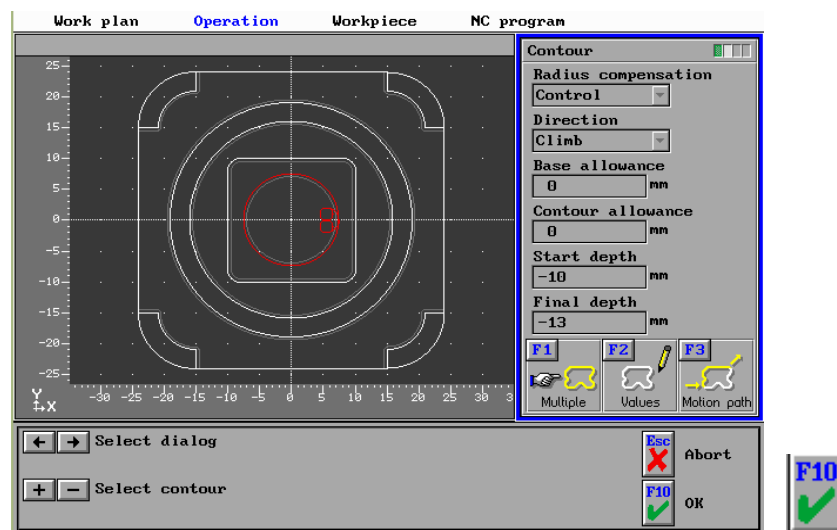 Work plan Operation Workpiece NC program
Contour
Radius compensation
Control
Direction
Climb
Base allowance
0 mm
Contour allowance
0 mm
Start depth
-10 mm
Final depth
-13 mm
F1 F2 F3
Multiple Values Motion path
25
20
15
10
5
0
-5
-10
-15
-20
-25
Y
X
-30 -25 -20 -15 -10 -5 0 5 10 15 20 25 30 3
← → Select dialog
Esc Abort
+ - Select contour
F10 OK
F10